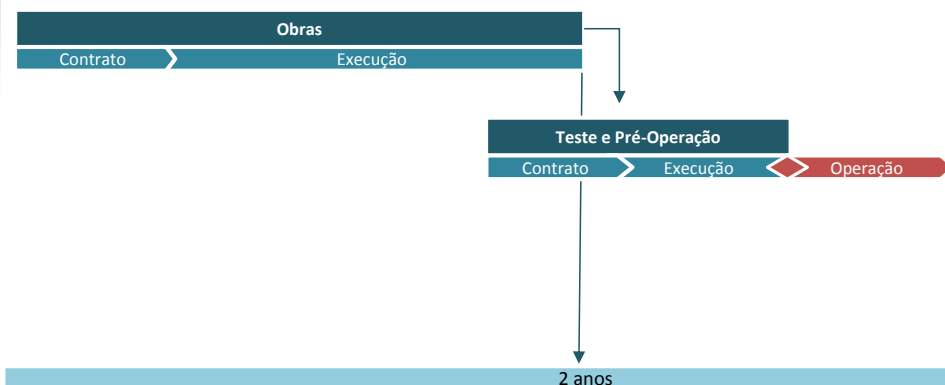 Obras
Contrato
Execução
Teste e Pré-Operação
Contrato
Execução
Operação
2 anos